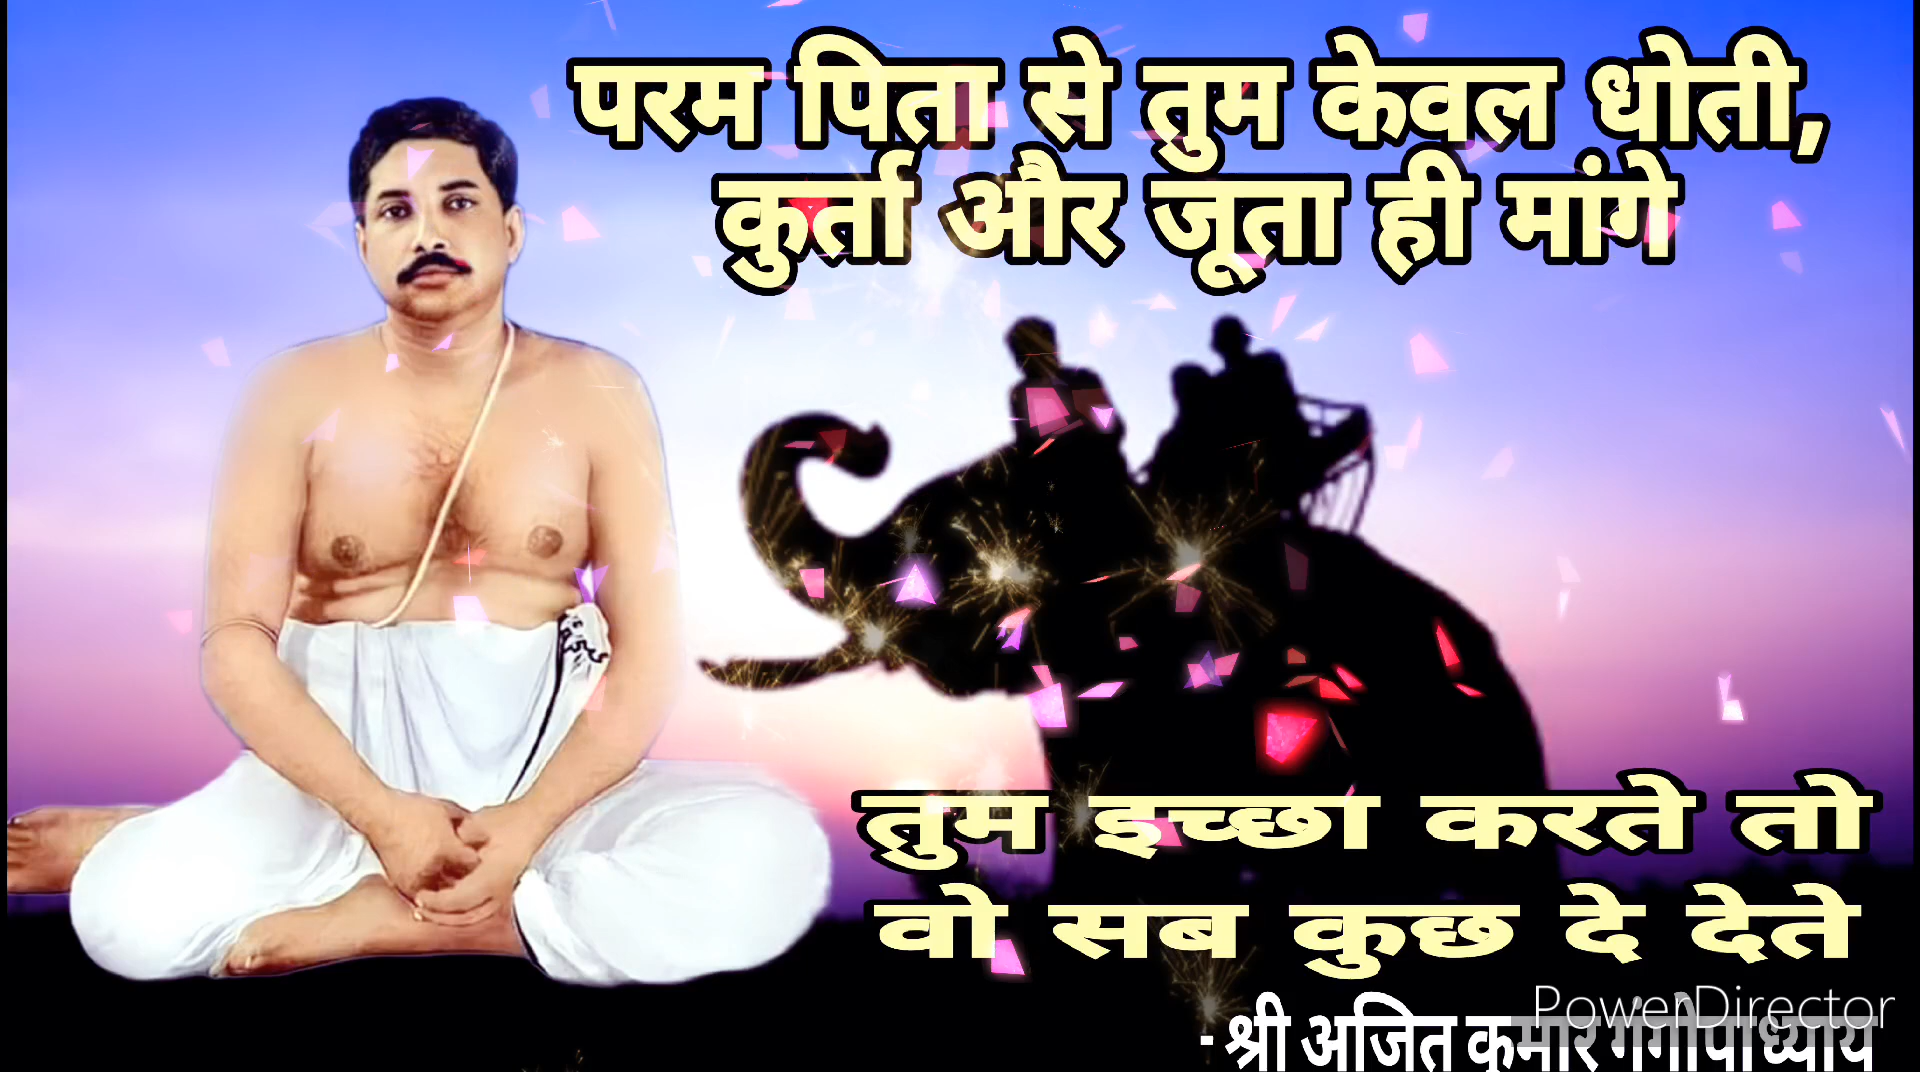 परम पिता से तुम केवल धोती,
कुर्ता और जूता ही मांगे
तुम इच्छा करते तो
वो सब कुछ दे देते
PowerDirector
- श्री अजित कुमार गंगोपाध्याय